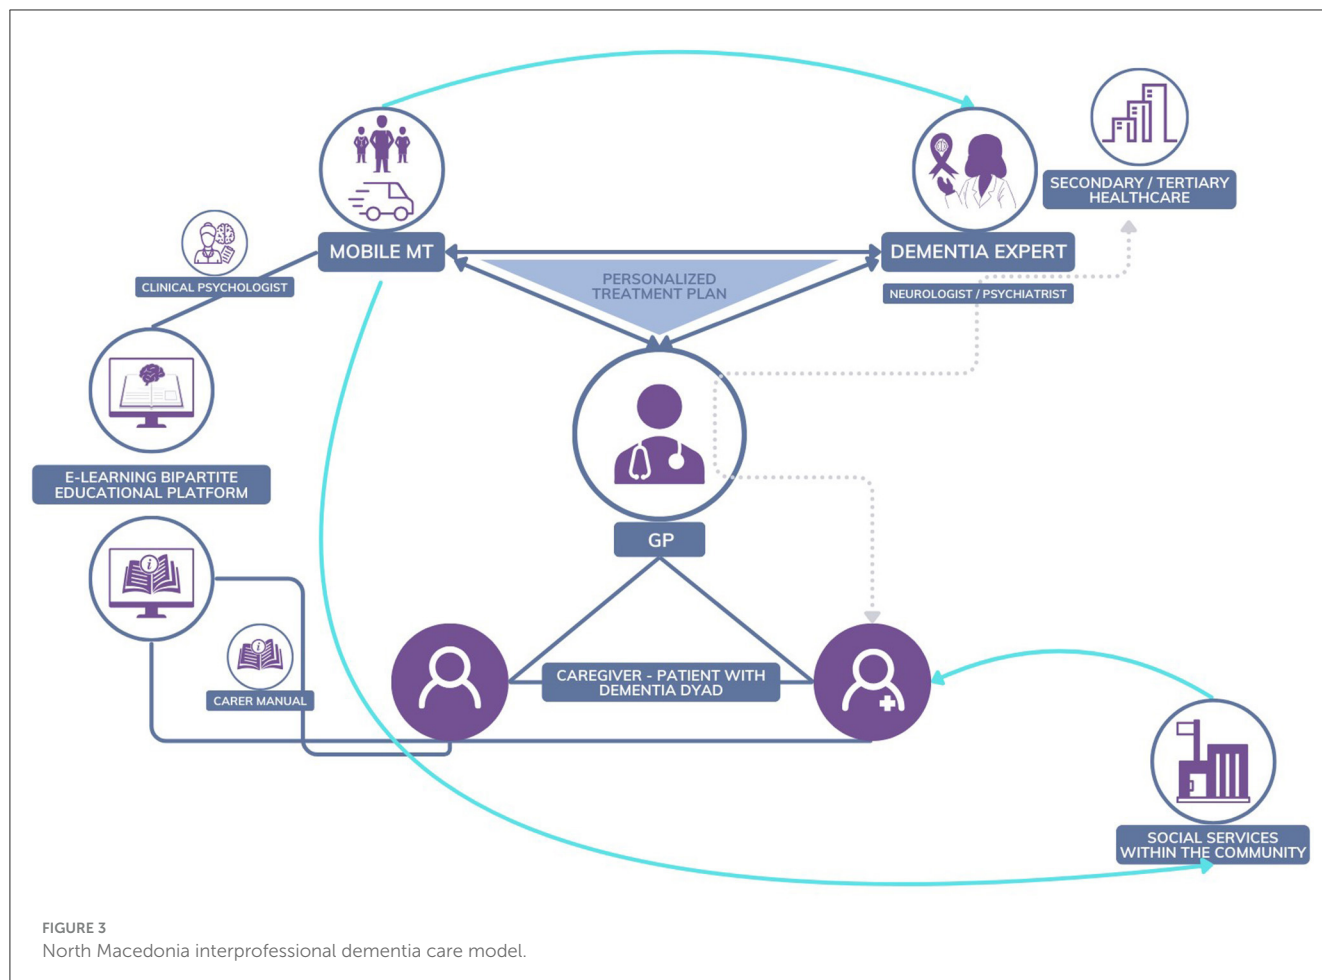 SECONDARY / TERTIARY
HEALTHCARE
MOBILE MT
DEMENTIA EXPERT
CLINICAL PSYCHOLOGIST
PERSONALIZED
TREATMENT PLAN
NEUROLOGIST / PSYCHIATRIST
E-LEARNING BIPARTITE
EDUCATIONAL PLATFORM
GP
CARER MANUAL
CAREGIVER - PATIENT WITH
DEMENTIA DYAD
SOCIAL SERVICES
WITHIN THE COMMUNITY
FIGURE 3
North Macedonia interprofessional dementia care model.